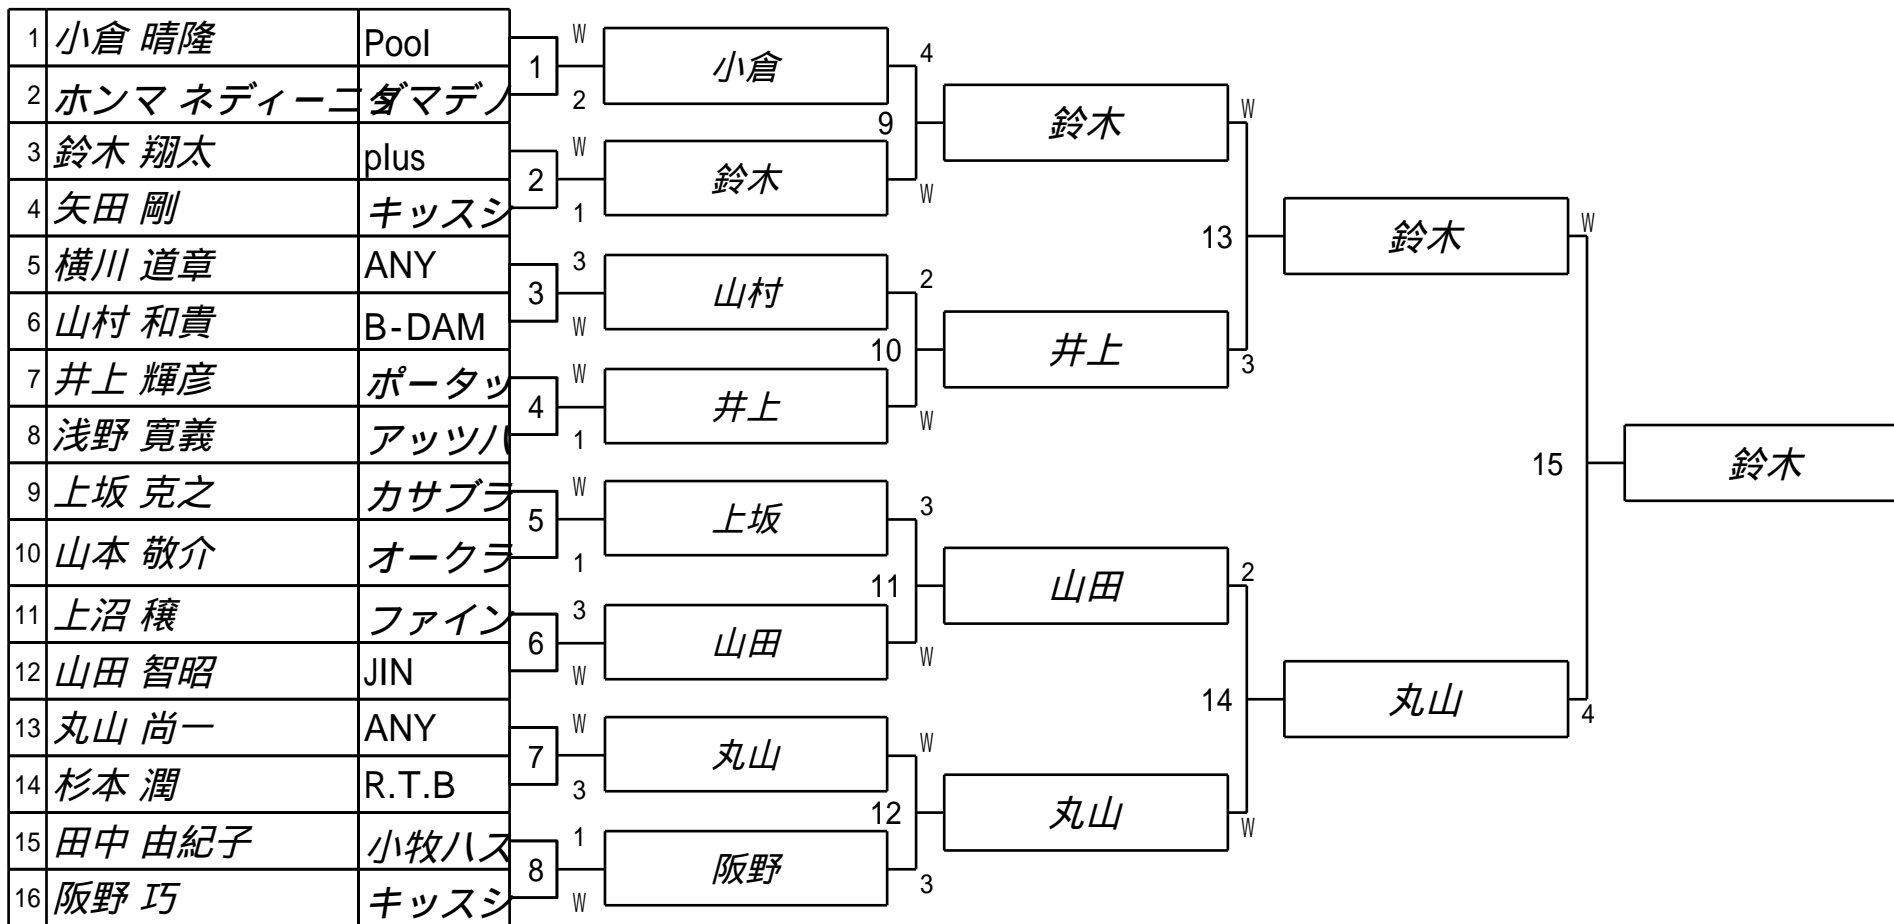 1 小倉 晴隆 Pool
2 ホンマ ネディーニョ ダマデノ
3 鈴木 翔太 plus
4 矢田 剛 キッスシ
5 横川 道章 ANY
6 山村 和貴 B-DAM
7 井上 輝彦 ポータッ
8 浅野 寛義 アッツハ
9 上坂 克之 カサブラ
10 山本 敬介 オークラ
11 上沼 穣 ファイン
12 山田 智昭 JIN
13 丸山 尚一 ANY
14 杉本 潤 R.T.B
15 田中 由紀子 小牧ハス
16 阪野 巧 キッスシ
1 W 2
2 W 1
3 3 W
4 W 1
5 W 1
6 3 W
7 W 3
8 1 W
小倉 4
9
鈴木 W
山村 2
10
井上 W
上坂 3
11
山田 W
丸山 W
12
阪野 3
鈴木 W
13
井上 3
山田 2
14
丸山 W
鈴木 W
15
丸山 4
鈴木